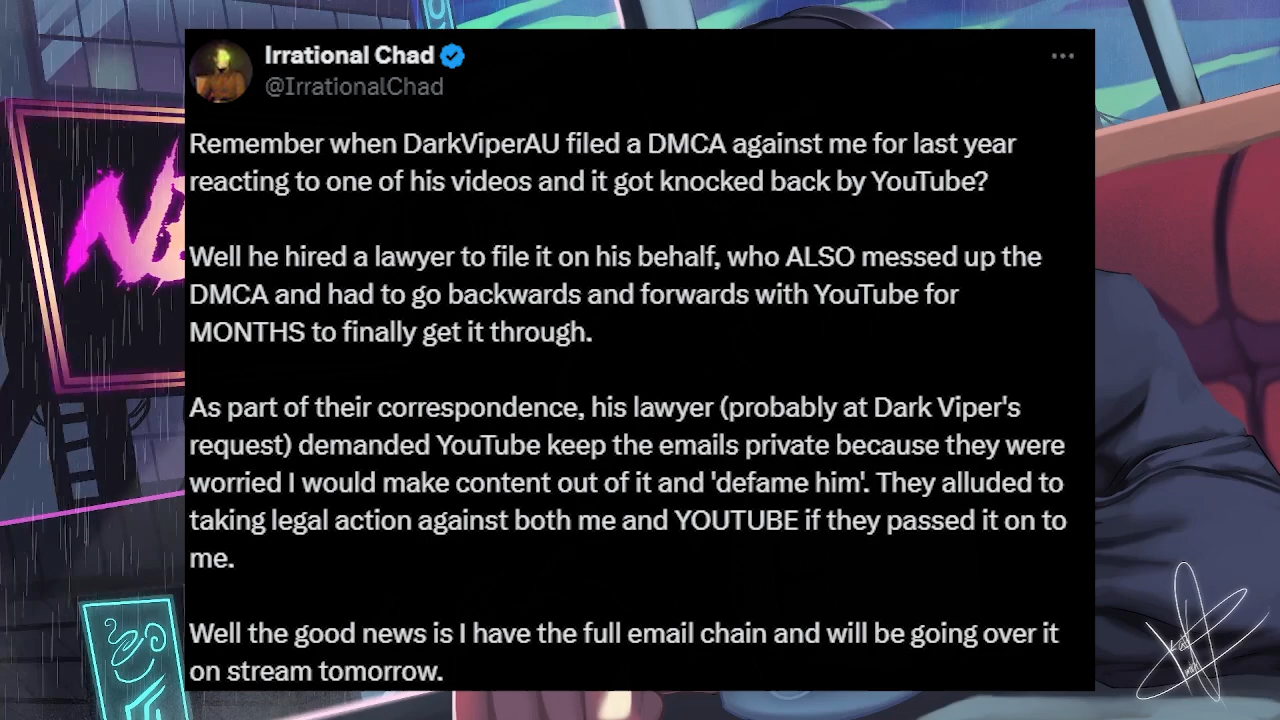 Irrational Chad
@IrrationalChad
Remember when DarkViperAU filed a DMCA against me for last year
reacting to one of his videos and it got knocked back by YouTube?
Well he hired a lawyer to file it on his behalf, who ALSO messed up the
DMCA and had to go backwards and forwards with YouTube for
MONTHS to finally get it through.
As part of their correspondence, his lawyer (probably at Dark Viper's
request) demanded YouTube keep the emails private because they were
worried I would make content out of it and 'defame him'. They alluded to
taking legal action against both me and YOUTUBE if they passed it on to
me.
Well the good news is I have the full email chain and will be going over it
on stream tomorrow.